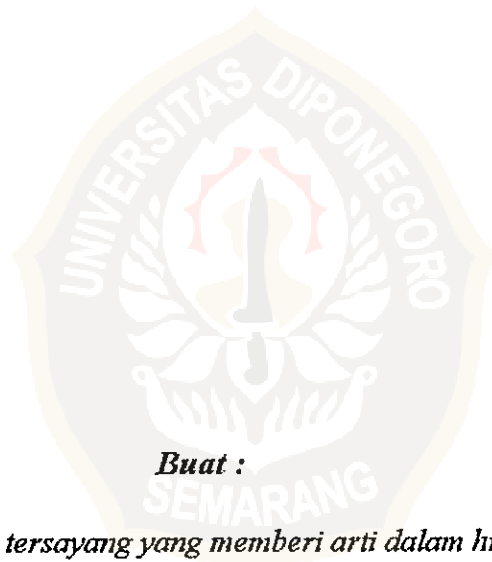 UNIVERSITAS DIPONEGORO
Buat :
SEMARANG
tersayang yang memberi arti dalam